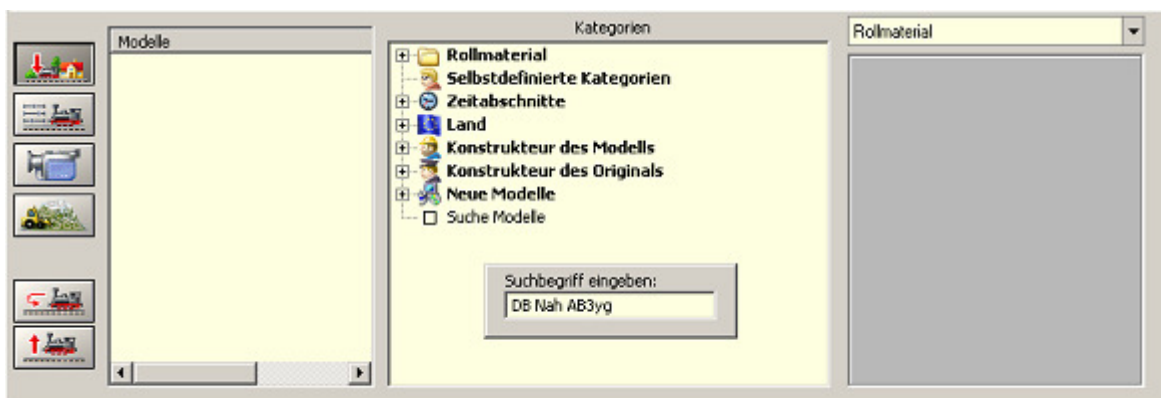 Modelle
Kategorien
Rollmaterial
Selbstdefinierte Kategorien
Zeitabschnitte
Land
Konstrukteur des Modells
Konstrukteur des Originals
Neue Modelle
Suche Modelle
Suchbegriff eingeben:
DB Nah AB3yg
Rollmaterial